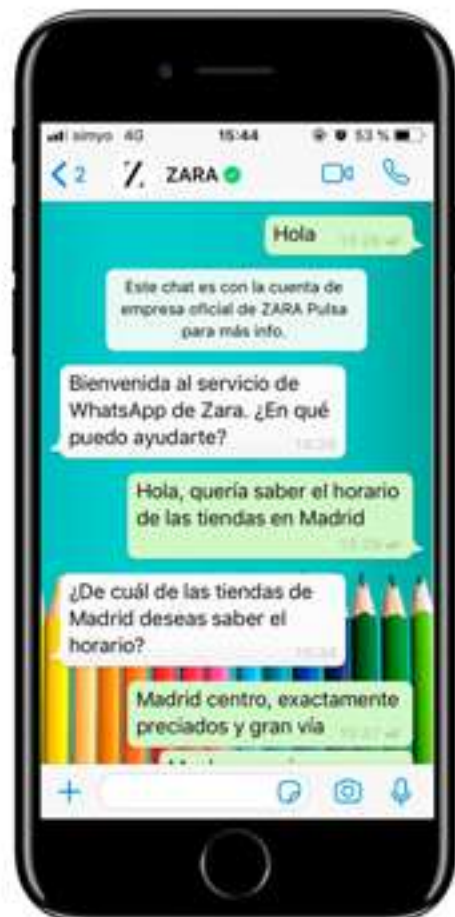 simyo 4G 15:44 53 %
2 ZARA
Hola
Este chat es con la cuenta de
empresa oficial de ZARA Pulsa
para más info.
Bienvenida al servicio de
WhatsApp de Zara. ¿En qué
puedo ayudarte?
Hola, quería saber el horario
de las tiendas en Madrid
¿De cuál de las tiendas de
Madrid deseas saber el
horario?
Madrid centro, exactamente
preciados y gran vía